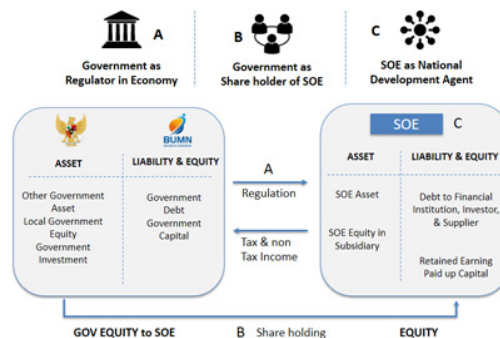 A
Government as
Regulator in Economy
B
Government as
Share holder of SOE
C
SOE as National
Development Agent
BUMN
ASSET
LIABILITY & EQUITY
Other Government
Asset
Local Government
Equity
Government
Investment
Government
Debt
Government
Capital
A
Regulation
Tax & non
Tax Income
SOE
C
ASSET
LIABILITY & EQUITY
SOE Asset
SOE Equity in
Subsidiary
Debt to Financial
Institution, Investor,
& Supplier
Retained Earning
Paid up Capital
GOV EQUITY to SOE
B Share holding
EQUITY